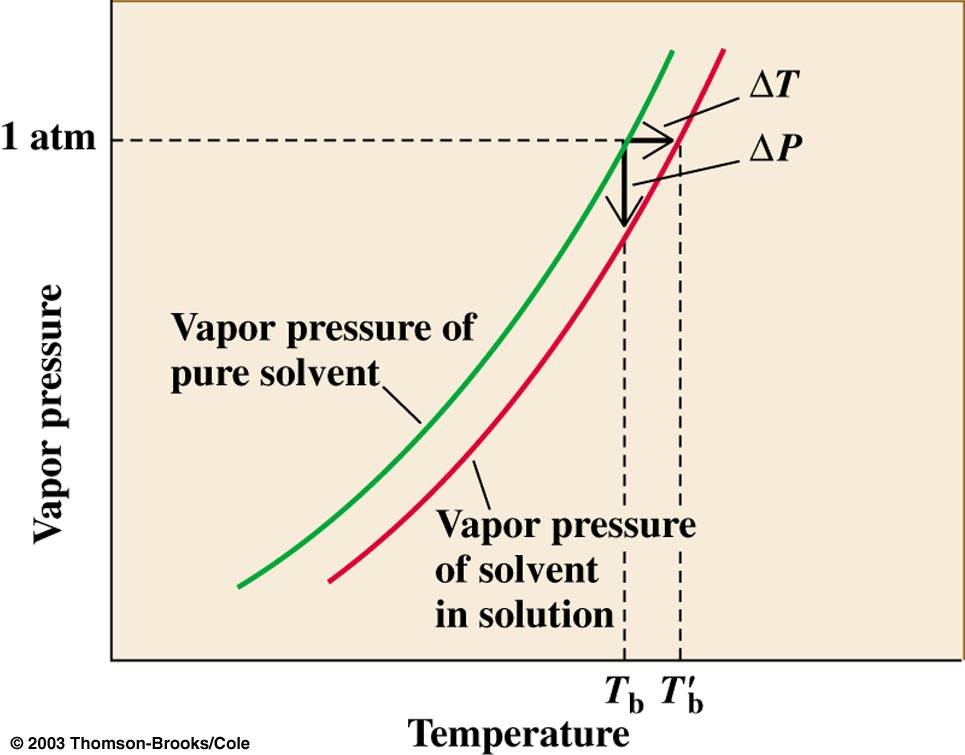 ΔT
1 atm
ΔP
Vapor pressure
Vapor pressure of
pure solvent
Vapor pressure
of solvent
in solution
Tb T′b
Temperature
© 2003 Thomson-Brooks/Cole